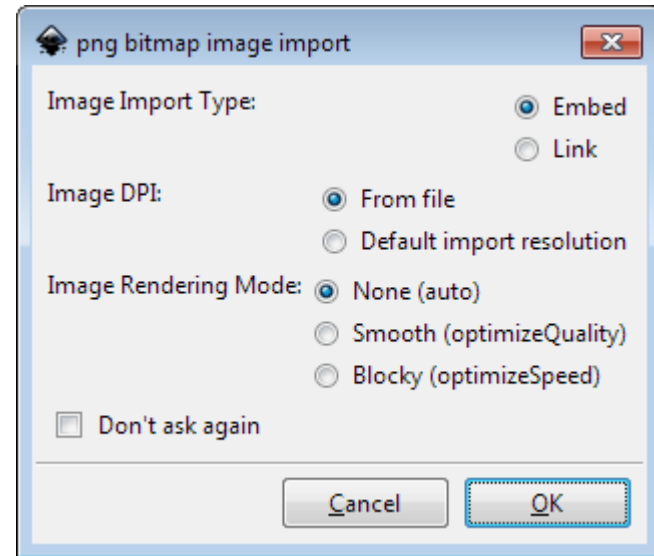 png bitmap image import
Image Import Type: Embed
Link
Image DPI: From file
Default import resolution
Image Rendering Mode: None (auto)
Smooth (optimizeQuality)
Blocky (optimizeSpeed)
Don't ask again
Cancel OK